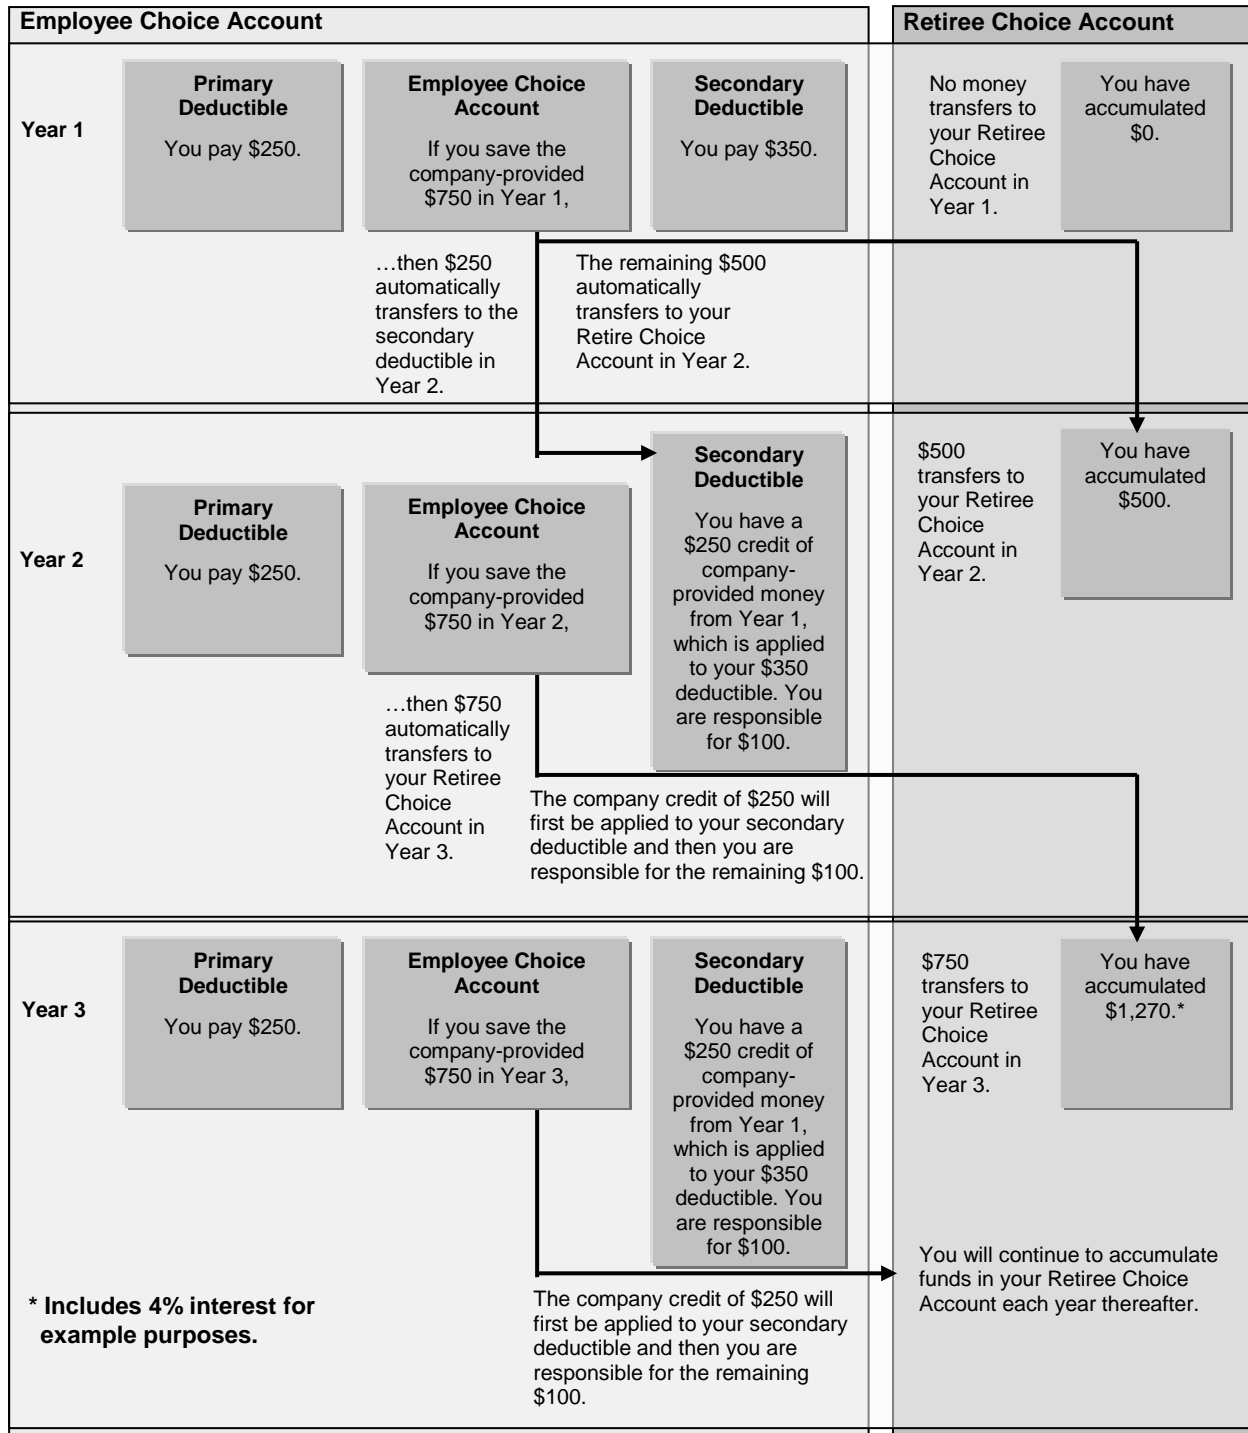 Employee Choice Account
Retiree Choice Account
Year 1
Primary
Deductible
You pay $250.
Employee Choice
Account
If you save the
company-provided
$750 in Year 1,
Secondary
Deductible
You pay $350.
No money
transfers to
your Retiree
Choice
Account in
Year 1.
You have
accumulated
$0.
…then $250
automatically
transfers to the
secondary
deductible in
Year 2.
The remaining $500
automatically
transfers to your
Retire Choice
Account in Year 2.
Year 2
Primary
Deductible
You pay $250.
Employee Choice
Account
If you save the
company-provided
$750 in Year 2,
Secondary
Deductible
You have a
$250 credit of
company-
provided money
from Year 1,
which is applied
to your $350
deductible. You
are responsible
for $100.
$500
transfers to
your Retiree
Choice
Account in
Year 2.
You have
accumulated
$500.
…then $750
automatically
transfers to
your Retiree
Choice
Account in
Year 3.
The company credit of $250 will
first be applied to your secondary
deductible and then you are
responsible for the remaining $100.
Year 3
Primary
Deductible
You pay $250.
Employee Choice
Account
If you save the
company-provided
$750 in Year 3,
Secondary
Deductible
You have a
$250 credit of
company-
provided money
from Year 1,
which is applied
to your $350
deductible. You
are responsible
for $100.
$750
transfers to
your Retiree
Choice
Account in
Year 3.
You have
accumulated
$1,270.*
You will continue to accumulate
funds in your Retiree Choice
Account each year thereafter.
* Includes 4% interest for
example purposes.
The company credit of $250 will
first be applied to your secondary
deductible and then you are
responsible for the remaining
$100.